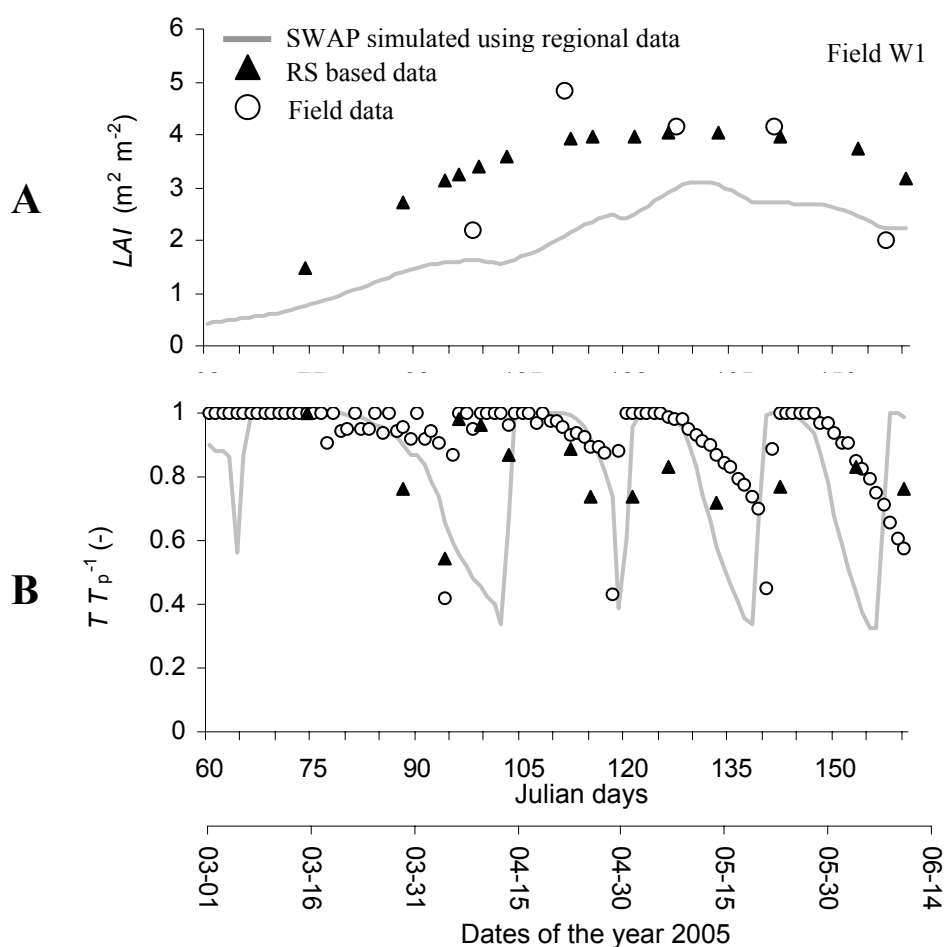 6
SWAP simulated using regional data
Field W1
5
RS based data
4
Field data
A
LAI (m² m⁻²)
3
2
1
0
1
0.8
B
T Tp⁻¹ (-)
0.6
0.4
0.2
0
60 75 90 105 120 135 150
Julian days
03-01 03-16 03-31 04-15 04-30 05-15 05-30 06-14
Dates of the year 2005